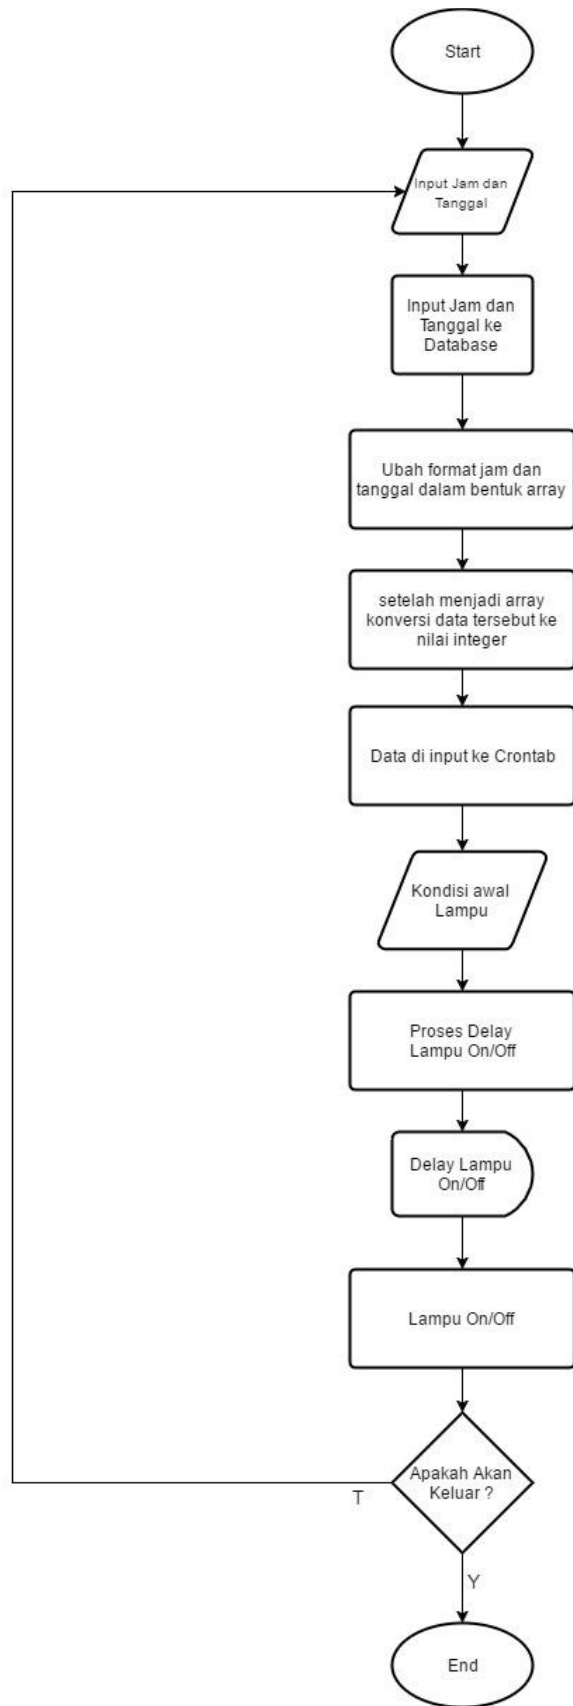 Start
Input Jam dan
Tanggal
Input Jam dan
Tanggal ke
Database
Ubah format jam dan
tanggal dalam bentuk array
setelah menjadi array
konversi data tersebut ke
nilai integer
Data di input ke Crontab
Kondisi awal
Lampu
Proses Delay
Lampu On/Off
Delay Lampu
On/Off
Lampu On/Off
Apakah Akan
Keluar ?
T
Y
End